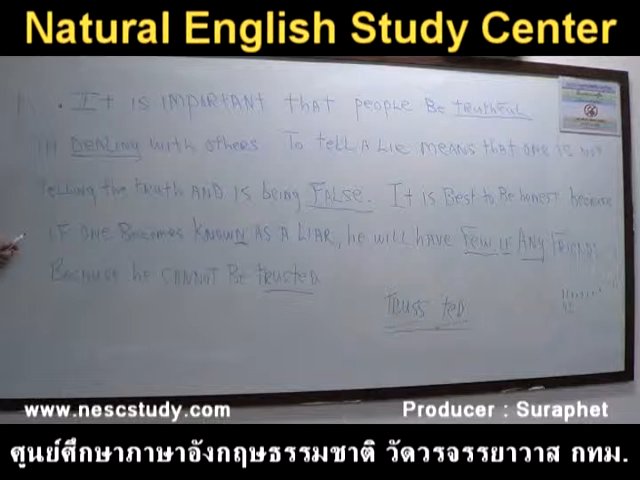 Natural English Study Center
1. It is important that people be truthful
in dealing with others. To tell a lie means that one is not
telling the truth and is being false. It is best to be honest because
if one becomes known as a liar, he will have few if any friends
because he cannot be trusted.
Truss ted
www.nescstudy.com
Producer : Suraphet
ศูนย์ศึกษาภาษาอังกฤษธรรมชาติ วัดวรจรรยาวาส กทม.